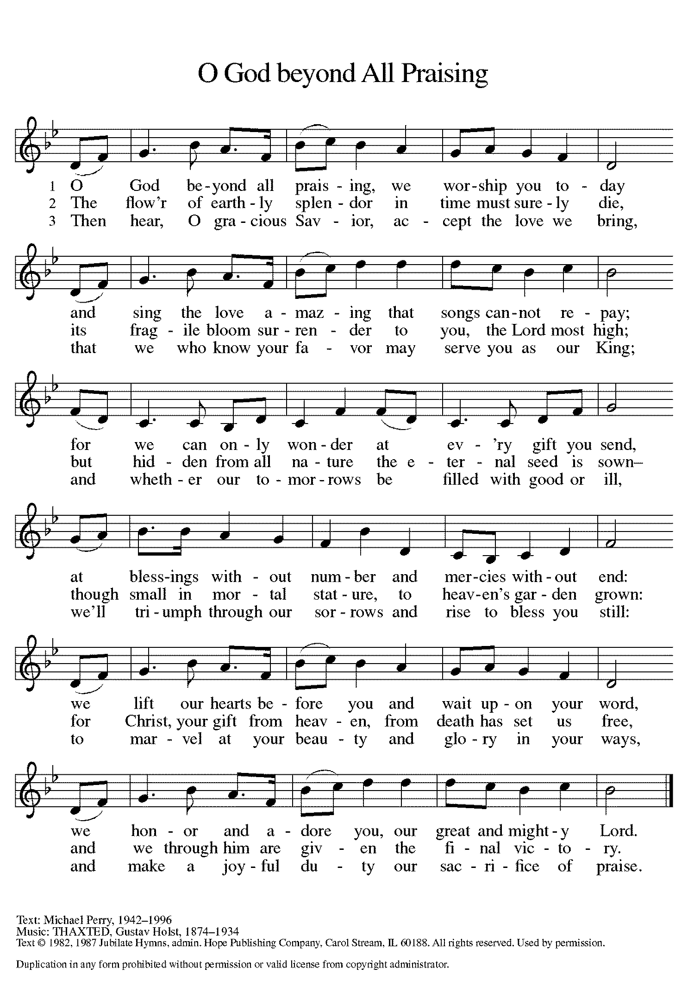 O God beyond All Praising
1 O God be-yond all prais - ing, we wor-ship you to - day
2 The flow'r of earth - ly splen - dor in time must sure - ly die,
3 Then hear, O gra - cious Sav - ior, ac - cept the love we bring,
and sing the love a - maz - ing that songs can-not re - pay;
its frag - ile bloom sur - ren - der to you, the Lord most high;
that we who know your fa - vor may serve you as our King;
for we can on - ly won - der at ev - 'ry gift you send,
but hid - den from all na - ture the e - ter - nal seed is sown–
and wheth - er our to - mor - rows be filled with good or ill,
at bless-ings with - out num - ber and mer-cies with - out end:
though small in mor - tal stat - ure, to heav-en's gar - den grown:
we'll tri - umph through our sor - rows and rise to bless you still:
we lift our hearts be - fore you and wait up - on your word,
for Christ, your gift from heav - en, from death has set us free,
to mar - vel at your beau - ty and glo - ry in your ways,
we hon - or and a - dore you, our great and might - y Lord.
and we through him are giv - en the fi - nal vic - to - ry.
and make a joy - ful du - ty our sac - ri - fice of praise.
Text: Michael Perry, 1942–1996
Music: THAXTED, Gustav Holst, 1874–1934
Text © 1982, 1987 Jubilate Hymns, admin. Hope Publishing Company, Carol Stream, IL 60188. All rights reserved. Used by permission.
Duplication in any form prohibited without permission or valid license from copyright administrator.